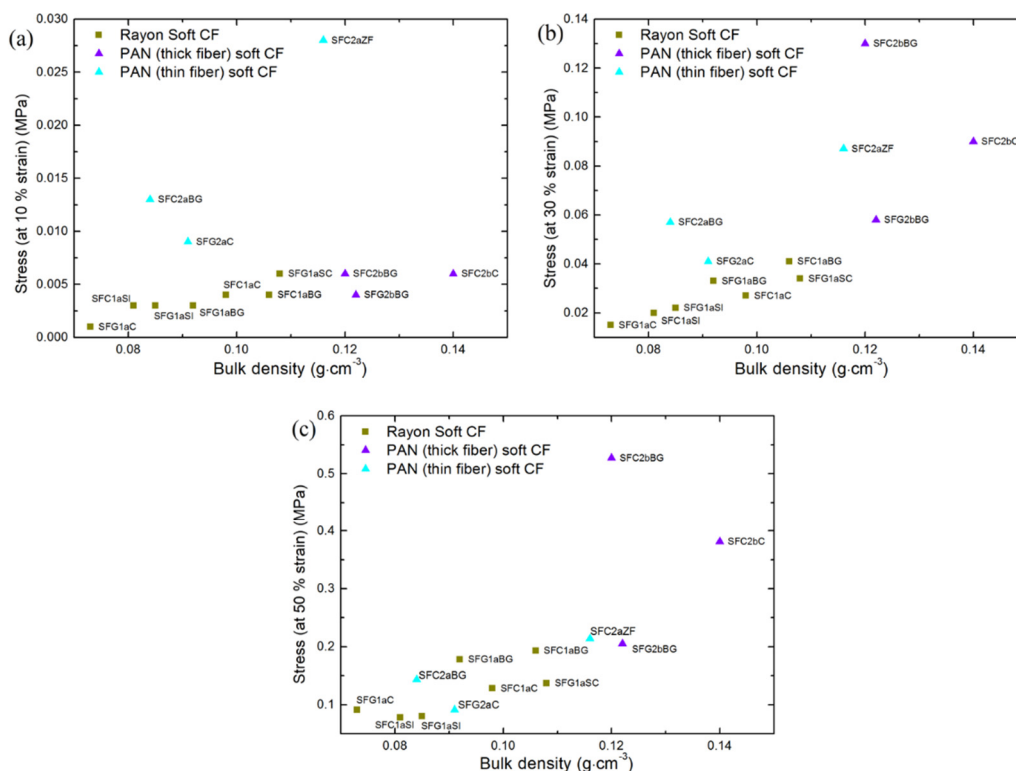 (a)
Rayon Soft CF
PAN (thick fiber) soft CF
PAN (thin fiber) soft CF
SFC2aZF
SFC2aBG
SFG2aC
SFG1aSC
SFC2bBG
SFC2bC
SFC1aC
SFC1aSI
SFC1aBG
SFG2bBG
SFG1aSI
SFG1aBG
SFG1aC
0.030
0.025
0.020
0.015
0.010
0.005
0.000
Stress (at 10 % strain) (MPa)
0.08 0.10 0.12 0.14
Bulk density (g·cm⁻³)
(b)
Rayon Soft CF
PAN (thick fiber) soft CF
PAN (thin fiber) soft CF
SFC2bBG
SFC2aZF
SFC2bC
SFC2aBG
SFG2bBG
SFG2aC
SFC1aBG
SFG1aBG
SFG1aSC
SFC1aC
SFG1aSI
SFC1aSI
SFG1aC
0.14
0.12
0.10
0.08
0.06
0.04
0.02
Stress (at 30 % strain) (MPa)
0.08 0.10 0.12 0.14
Bulk density (g·cm⁻³)
(c)
Rayon Soft CF
PAN (thick fiber) soft CF
PAN (thin fiber) soft CF
SFC2bBG
SFC2bC
SFC2aZF
SFG2bBG
SFC1aBG
SFG1aBG
SFC2aBG
SFC1aC
SFG1aSC
SFG1aC
SFG2aC
SFC1aSI
SFG1aSI
0.6
0.5
0.4
0.3
0.2
0.1
Stress (at 50 % strain) (MPa)
0.08 0.10 0.12 0.14
Bulk density (g·cm⁻³)